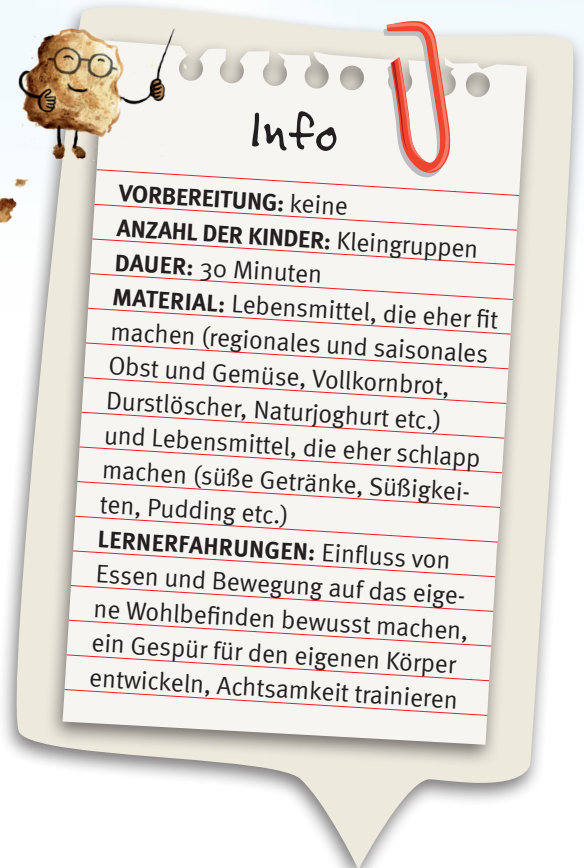 Info
VORBEREITUNG: keine
ANZAHL DER KINDER: Kleingruppen
DAUER: 30 Minuten
MATERIAL: Lebensmittel, die eher fit
machen (regionales und saisonales
Obst und Gemüse, Vollkornbrot,
Durstlöscher, Naturjoghurt etc.)
und Lebensmittel, die eher schlapp
machen (süße Getränke, Süßigkei-
ten, Pudding etc.)
LERNERFAHRUNGEN: Einfluss von
Essen und Bewegung auf das eige-
ne Wohlbefinden bewusst machen,
ein Gespür für den eigenen Körper
entwickeln, Achtsamkeit trainieren